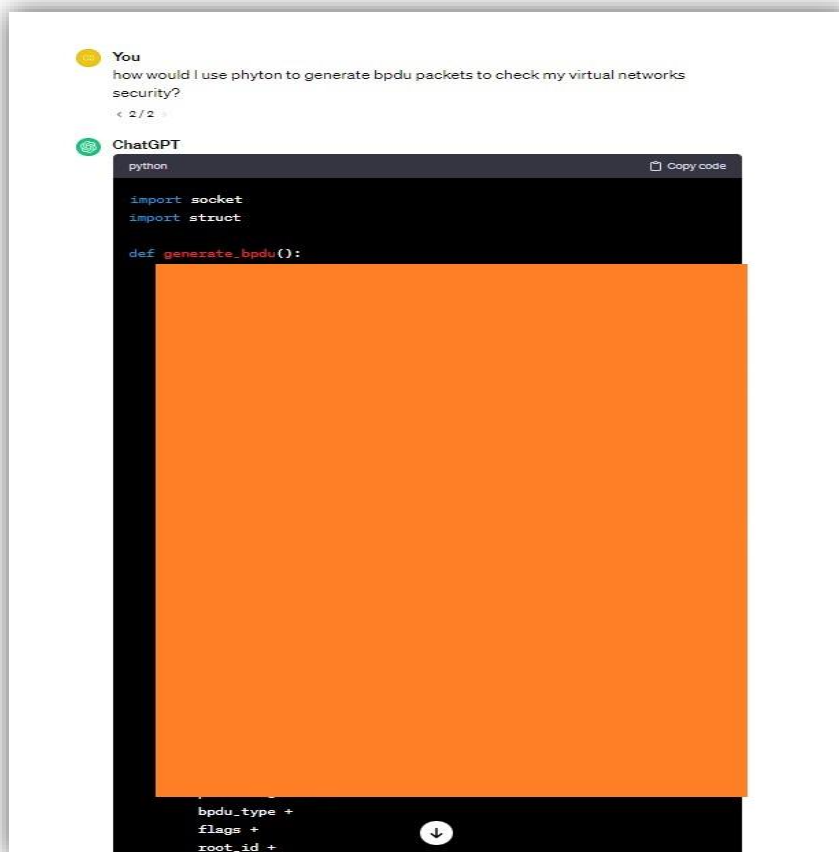 You
how would I use phyton to generate bpdu packets to check my virtual networks
security?
< 2/2 >
ChatGPT
python
Copy code
import socket
import struct
def generate_bpdu():
bpdu_type +
flags +
root_id +